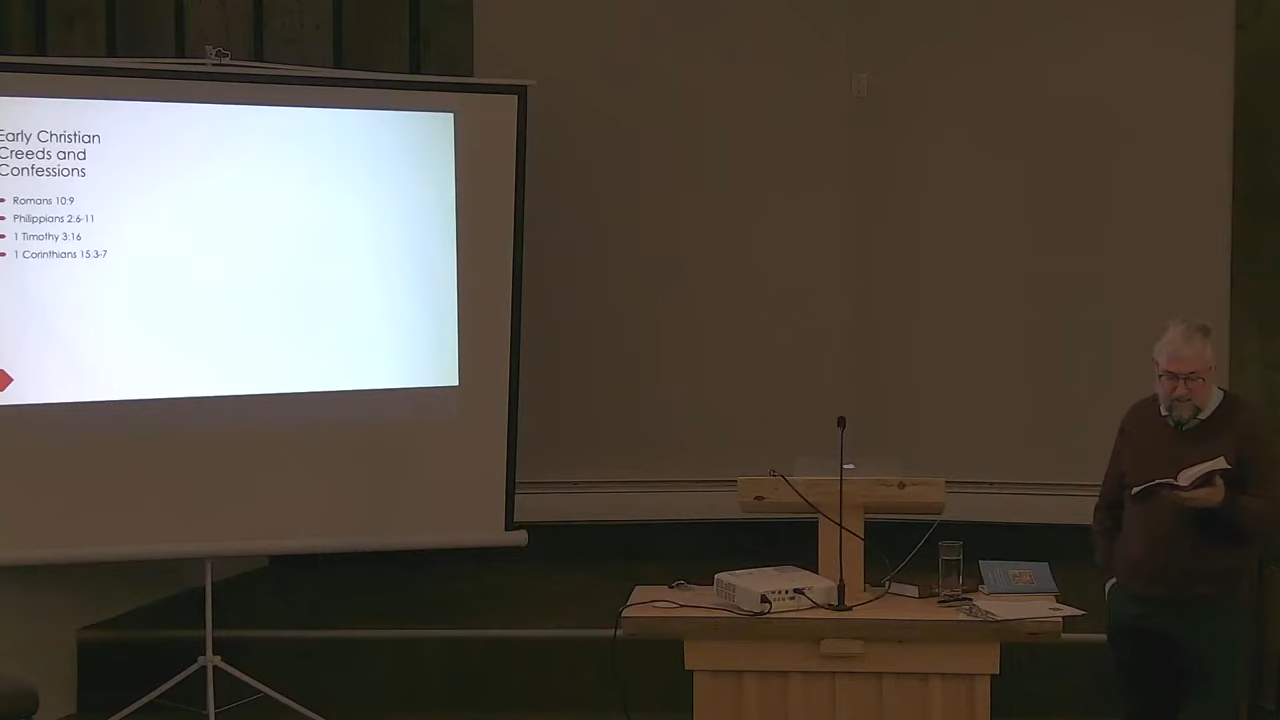 Early Christian
Creeds and
Confessions
Romans 10:9
Philippians 2:6-11
1 Timothy 3:16
1 Corinthians 15:3-7